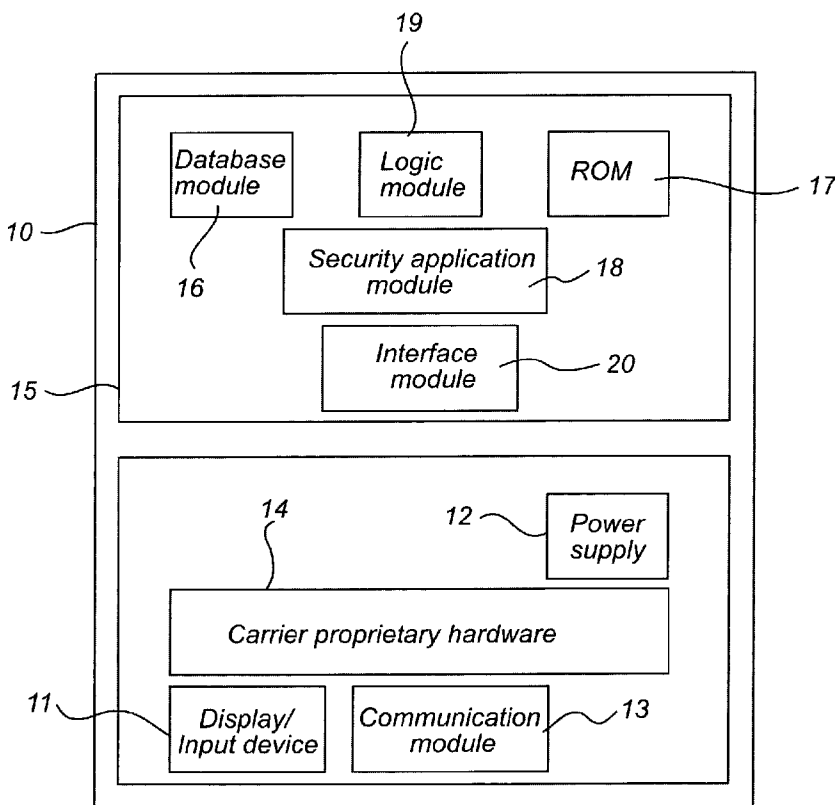 19
Database
module
Logic
module
ROM
17
10
16
Security application
module
18
Interface
module
20
15
14
12
Power
supply
Carrier proprietary hardware
11
Display/
Input device
Communication
module
13